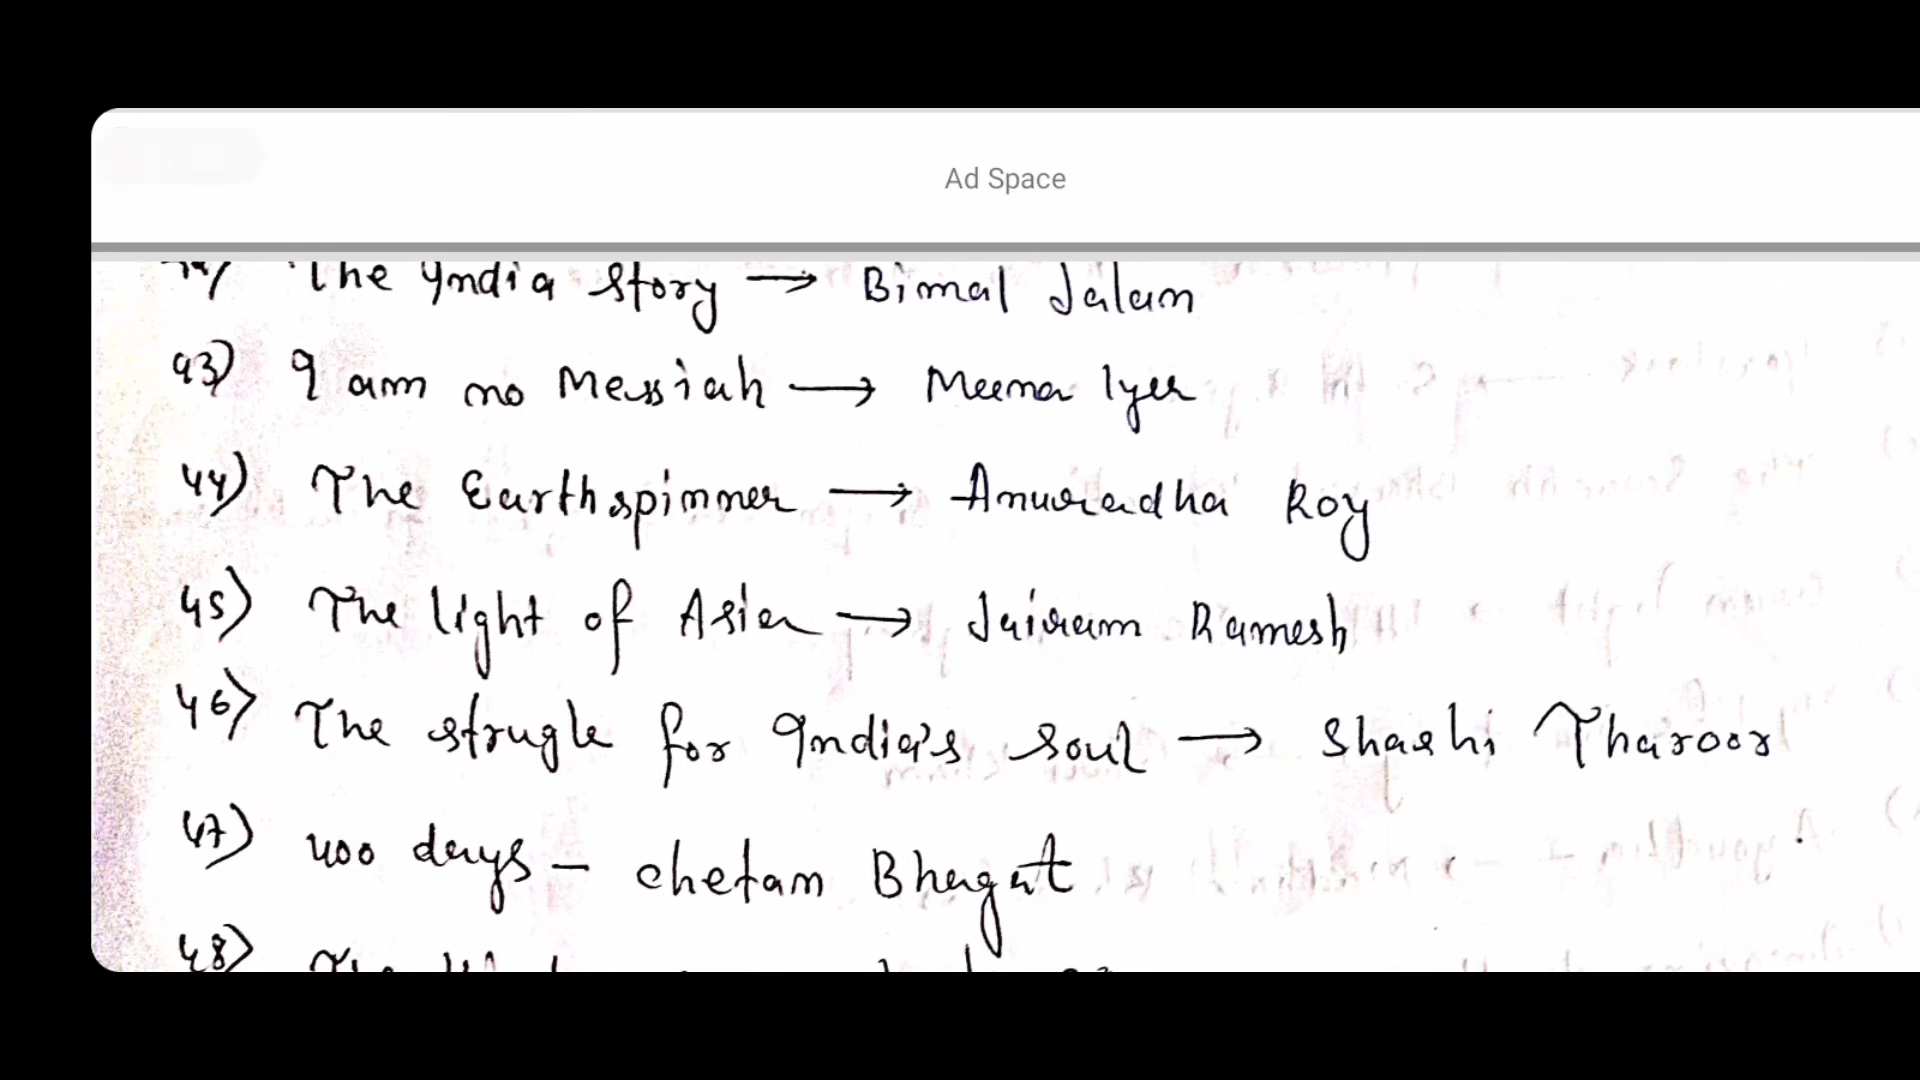 Ad Space
The India story → Bimal Jalan
43) I am no Messiah → Meena Iyer
44) The Earthspinner → Anuradha Roy
45) The light of Asia → Jairam Ramesh
46) The strugle for India's soul → Shashi Tharoor
47) 400 days - chetan Bhagat
48) The